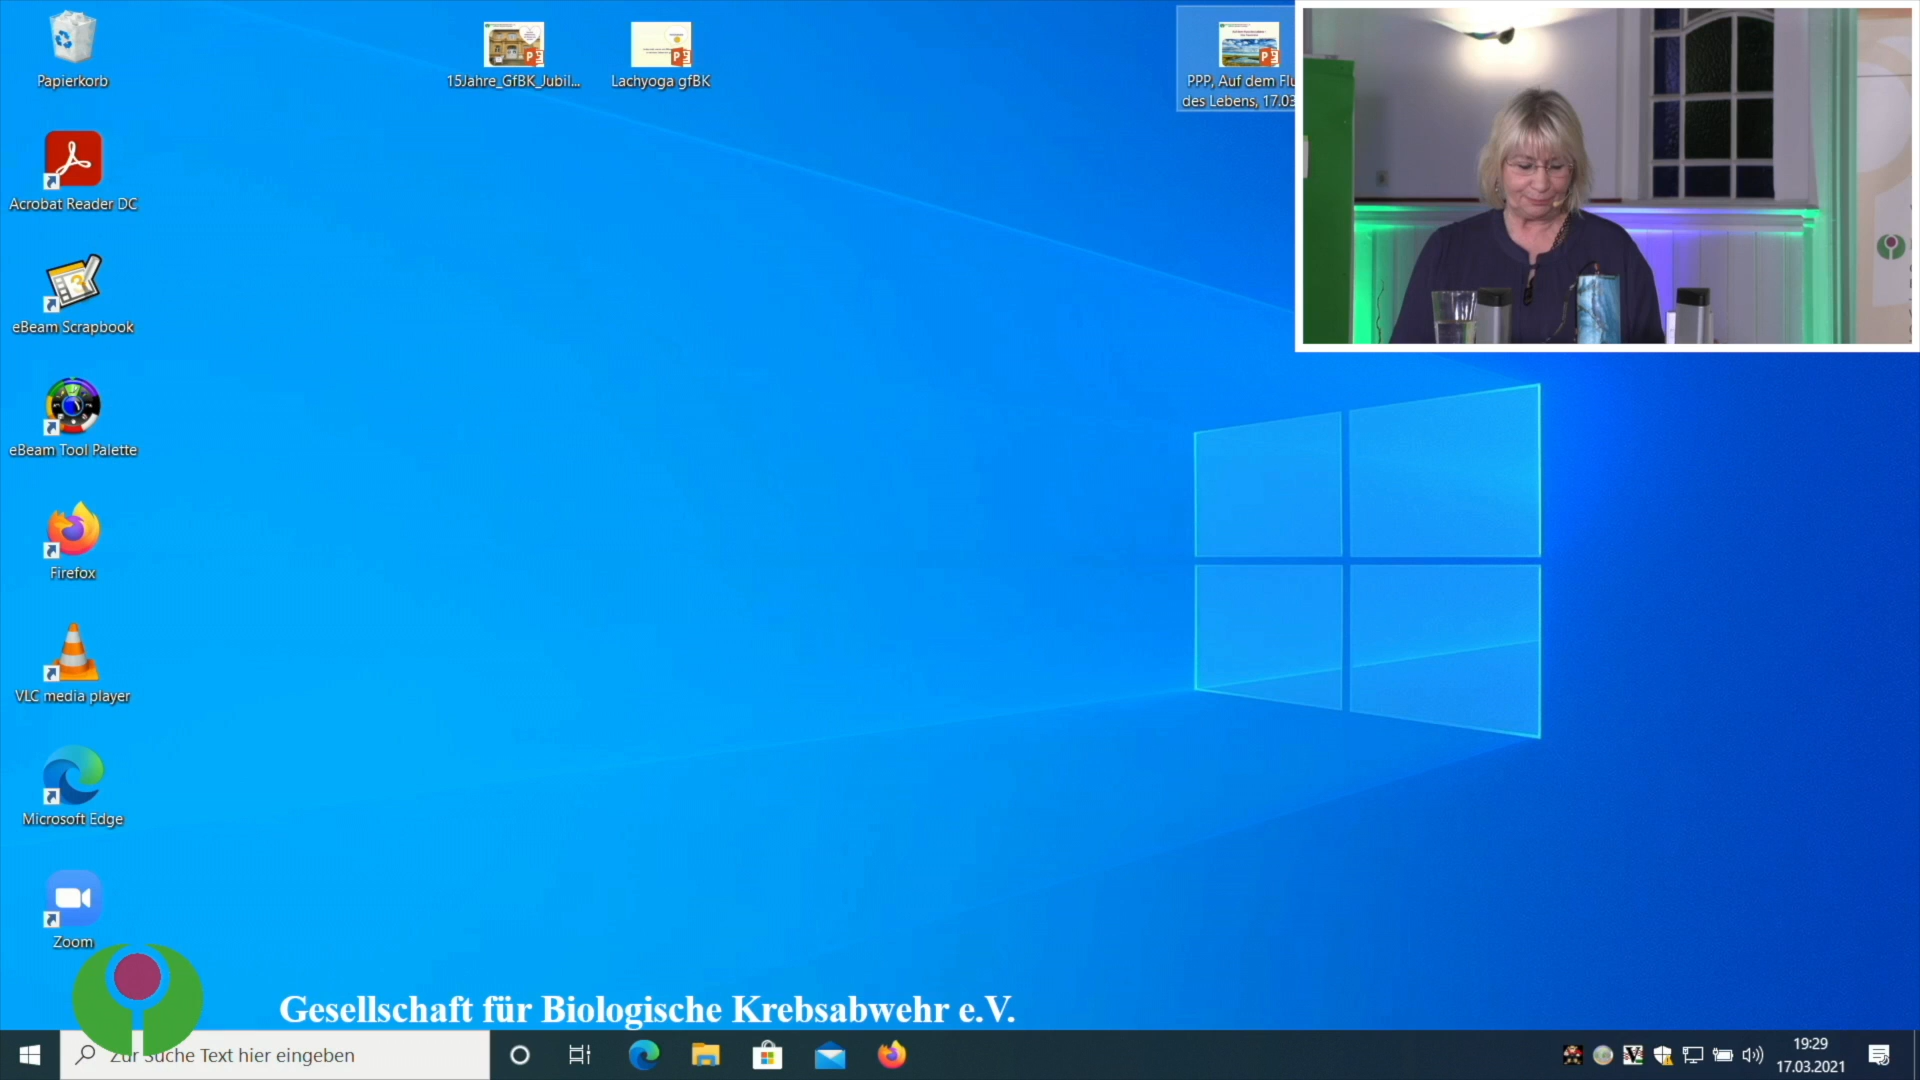 Papierkorb
15Jahre_GfBK_Jubil...
Lachyoga gfBK
PPP, Auf dem Flu
des Lebens, 17.03
Acrobat Reader DC
eBeam Scrapbook
eBeam Tool Palette
Firefox
VLC media player
Microsoft Edge
Zoom
Gesellschaft für Biologische Krebsabwehr e.V.
Zur Suche Text hier eingeben
19:29
17.03.2021